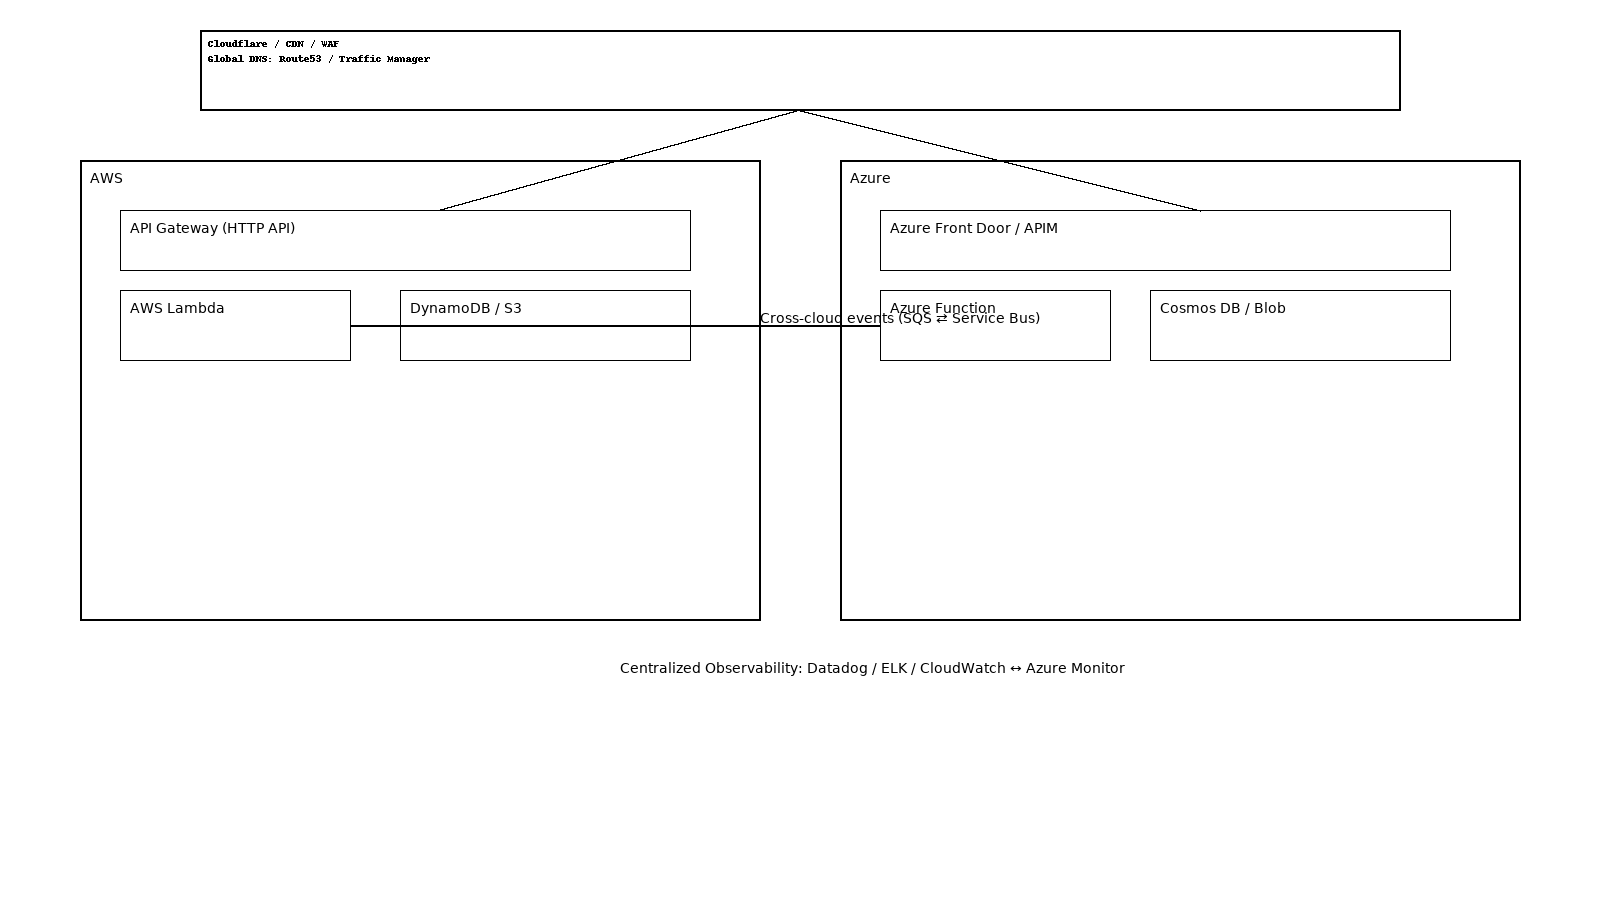 Cloudflare / CDN / WAF
Global DNS: Route53 / Traffic Manager
AWS
API Gateway (HTTP API)
AWS Lambda
DynamoDB / S3
Cross-cloud events (SQS ⇄ Service Bus)
Azure
Azure Front Door / APIM
Azure Function
Cosmos DB / Blob
Centralized Observability: Datadog / ELK / CloudWatch ↔ Azure Monitor